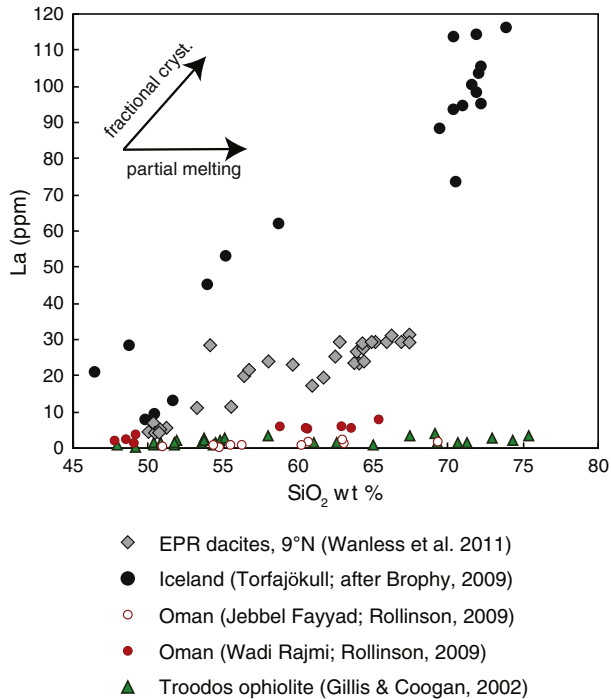 120
110
100
90
80
70
60
50
40
30
20
10
0
La (ppm)
fractional cryst.
partial melting
45 50 55 60 65 70 75 80
SiO₂ wt %
EPR dacites, 9°N (Wanless et al. 2011)
Iceland (Torfajökull; after Brophy, 2009)
Oman (Jebbel Fayyad; Rollinson, 2009)
Oman (Wadi Rajmi; Rollinson, 2009)
Troodos ophiolite (Gillis & Coogan, 2002)